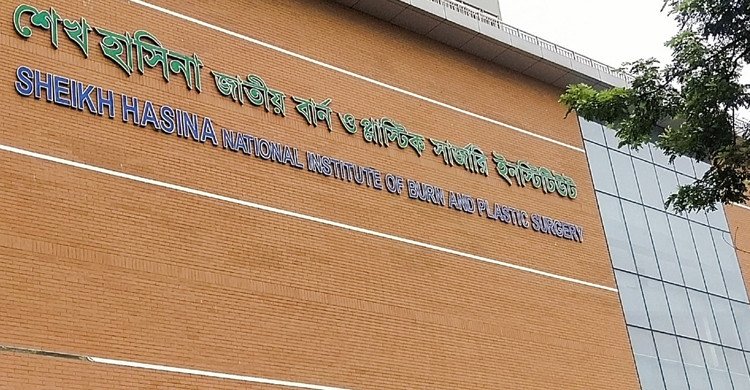 শেখ হাসিনা জাতীয় বার্ন ও প্লাস্টিক সার্জারি ইনস্টিটিউট
SHEIKH HASINA NATIONAL INSTITUTE OF BURN AND PLASTIC SURGERY